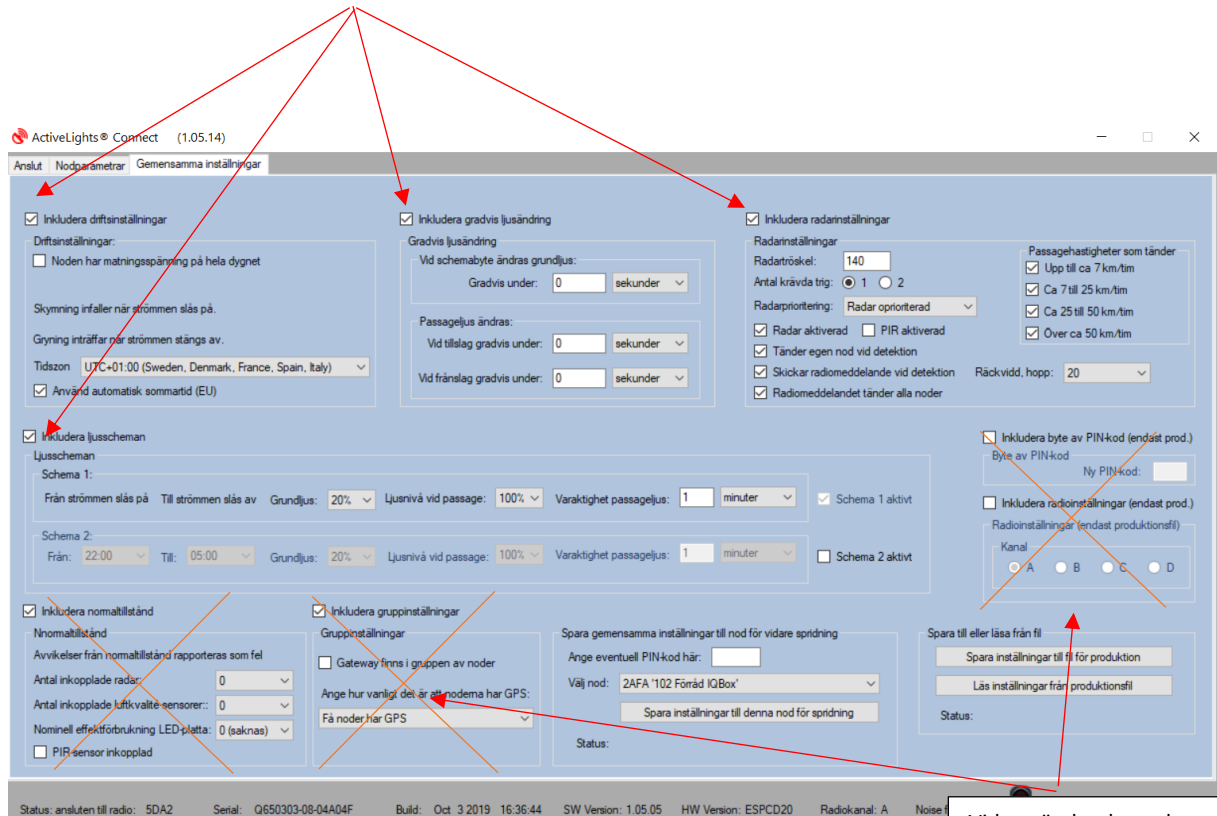 ActiveLights® Connect (1.05.14)
Anslut Nodparametrar Gemensamma inställningar
Inkludera driftsinställningar
Driftsinställningar:
Noden har matningsspänning på hela dygnet
Skymning infaller när strömmen slås på.
Gryning inträffar när strömmen stängs av.
Tidszon UTC+01:00 (Sweden, Denmark, France, Spain, Italy)
Använd automatisk sommartid (EU)
Inkludera gradvis ljusändring
Gradvis ljusändring
Vid schemabyte ändras grundljus:
Gradvis under: 0 sekunder
Passageljus ändras:
Vid tillslag gradvis under: 0 sekunder
Vid frånslag gradvis under: 0 sekunder
Inkludera radarinställningar
Radarinställningar
Radartröskel: 140
Antal krävda trig: 1 2
Radarprioritering: Radar oprioriterad
Radar aktiverad PIR aktiverad
Tänder egen nod vid detektion
Skickar radiomeddelande vid detektion Räckvidd, hopp: 20
Radiomeddelandet tänder alla noder
Passagehastigheter som tänder
Upp till ca 7 km/tim
Ca 7 till 25 km/tim
Ca 25 till 50 km/tim
Över ca 50 km/tim
Inkludera ljusscheman
Ljusscheman
Schema 1:
Från strömmen slås på Till strömmen slås av Grundljus: 20% Ljusnivå vid passage: 100% Varaktighet passageljus: 1 minuter Schema 1 aktivt
Schema 2:
Från: 22:00 Till: 05:00 Grundljus: 20% Ljusnivå vid passage: 100% Varaktighet passageljus: 1 minuter Schema 2 aktivt
Inkludera byte av PIN-kod (endast prod.)
Byte av PIN-kod
Ny PIN-kod:
Inkludera radioinställningar (endast prod.)
Radioinställningar (endast produktionsfil)
Kanal
A B C D
Inkludera normaltillstånd
Nnormaltillstånd
Avvikelser från normaltillstånd rapporteras som fel
Antal inkopplade radar: 0
Antal inkopplade luftkvalité-sensorer:: 0
Nominell effektförbrukning LED-platta: 0 (saknas)
PIR-sensor inkopplad
Inkludera gruppinställningar
Gruppinställningar
Gateway finns i gruppen av noder
Ange hur vanligt det är att noderna har GPS:
Få noder har GPS
Spara gemensamma inställningar till nod för vidare spridning
Ange eventuell PIN-kod här:
Välj nod: 2AFA '102 Förråd IQBox'
Spara inställningar till denna nod för spridning
Status:
Spara till eller läsa från fil
Spara inställningar till fil för produktion
Läs inställningar från produktionsfil
Status:
Status: ansluten till radio: 5DA2 Serial: Q650303-08-04A04F Build: Oct 3 2019 16:36:44 SW Version: 1.05.05 HW Version: ESPCD20 Radiokanal: A Noise f